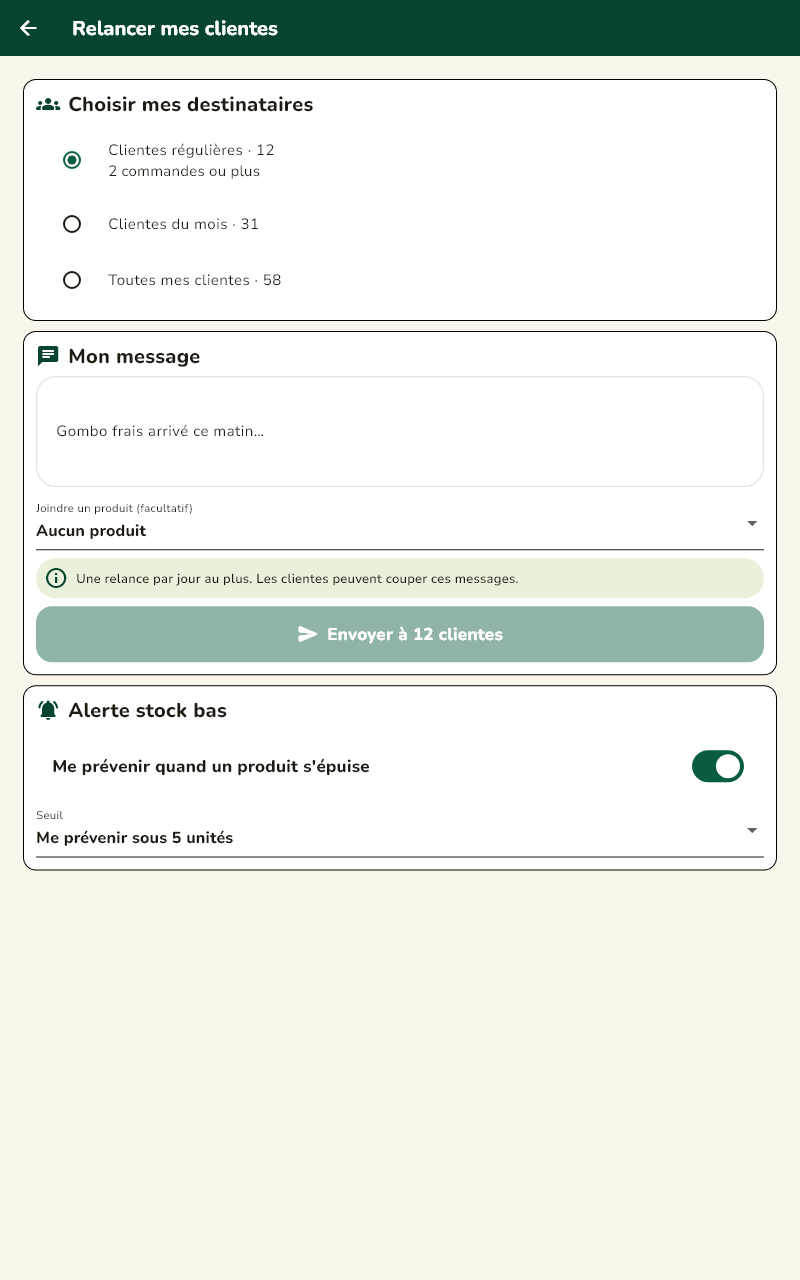 Relancer mes clientes
Choisir mes destinataires
Clientes régulières · 12
2 commandes ou plus
Clientes du mois · 31
Toutes mes clientes · 58
Mon message
Gombo frais arrivé ce matin…
Joindre un produit (facultatif)
Aucun produit
Une relance par jour au plus. Les clientes peuvent couper ces messages.
Envoyer à 12 clientes
Alerte stock bas
Me prévenir quand un produit s'épuise
Seuil
Me prévenir sous 5 unités